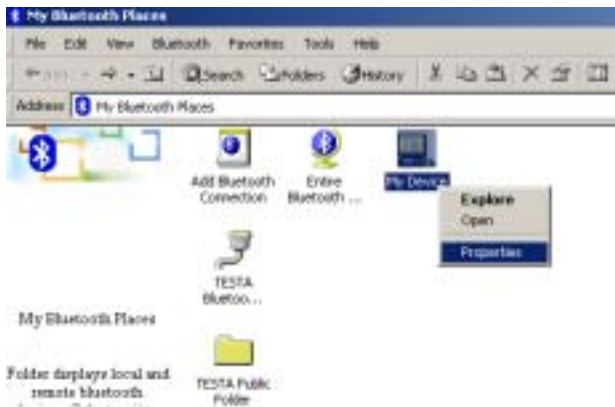 My Bluetooth Places
File Edit View Bluetooth Favorites Tools Help
Search Folders History
Address My Bluetooth Places
Add Bluetooth Connection
Entire Bluetooth ...
My Device
Explore
Open
Properties
TESTA Bluetoo...
My Bluetooth Places
Folder displays local and
remote bluetooth
TESTA Public Folder